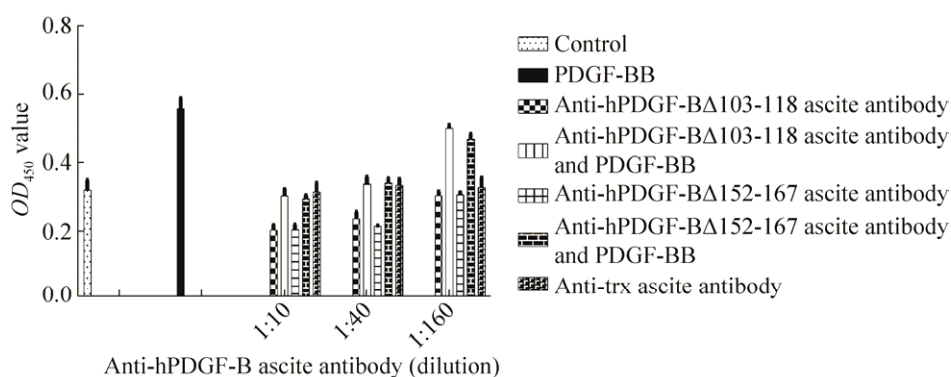 0.8
0.6
0.4
0.2
0.0
OD450 value
1:10
1:40
1:160
Anti-hPDGF-B ascite antibody (dilution)
Control
PDGF-BB
Anti-hPDGF-BΔ103-118 ascite antibody
Anti-hPDGF-BΔ103-118 ascite antibody
and PDGF-BB
Anti-hPDGF-BΔ152-167 ascite antibody
Anti-hPDGF-BΔ152-167 ascite antibody
and PDGF-BB
Anti-trx ascite antibody